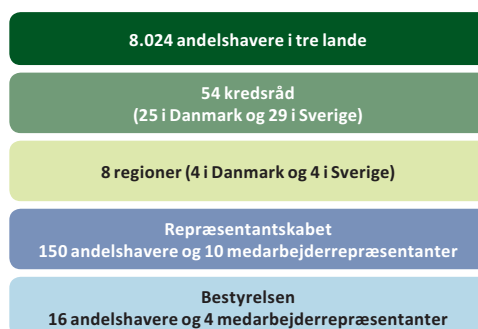 8.024 andelshavere i tre lande
54 kredsråd
(25 i Danmark og 29 i Sverige)
8 regioner (4 i Danmark og 4 i Sverige)
Repræsentantskabet
150 andelshavere og 10 medarbejderrepræsentanter
Bestyrelsen
16 andelshavere og 4 medarbejderrepræsentanter